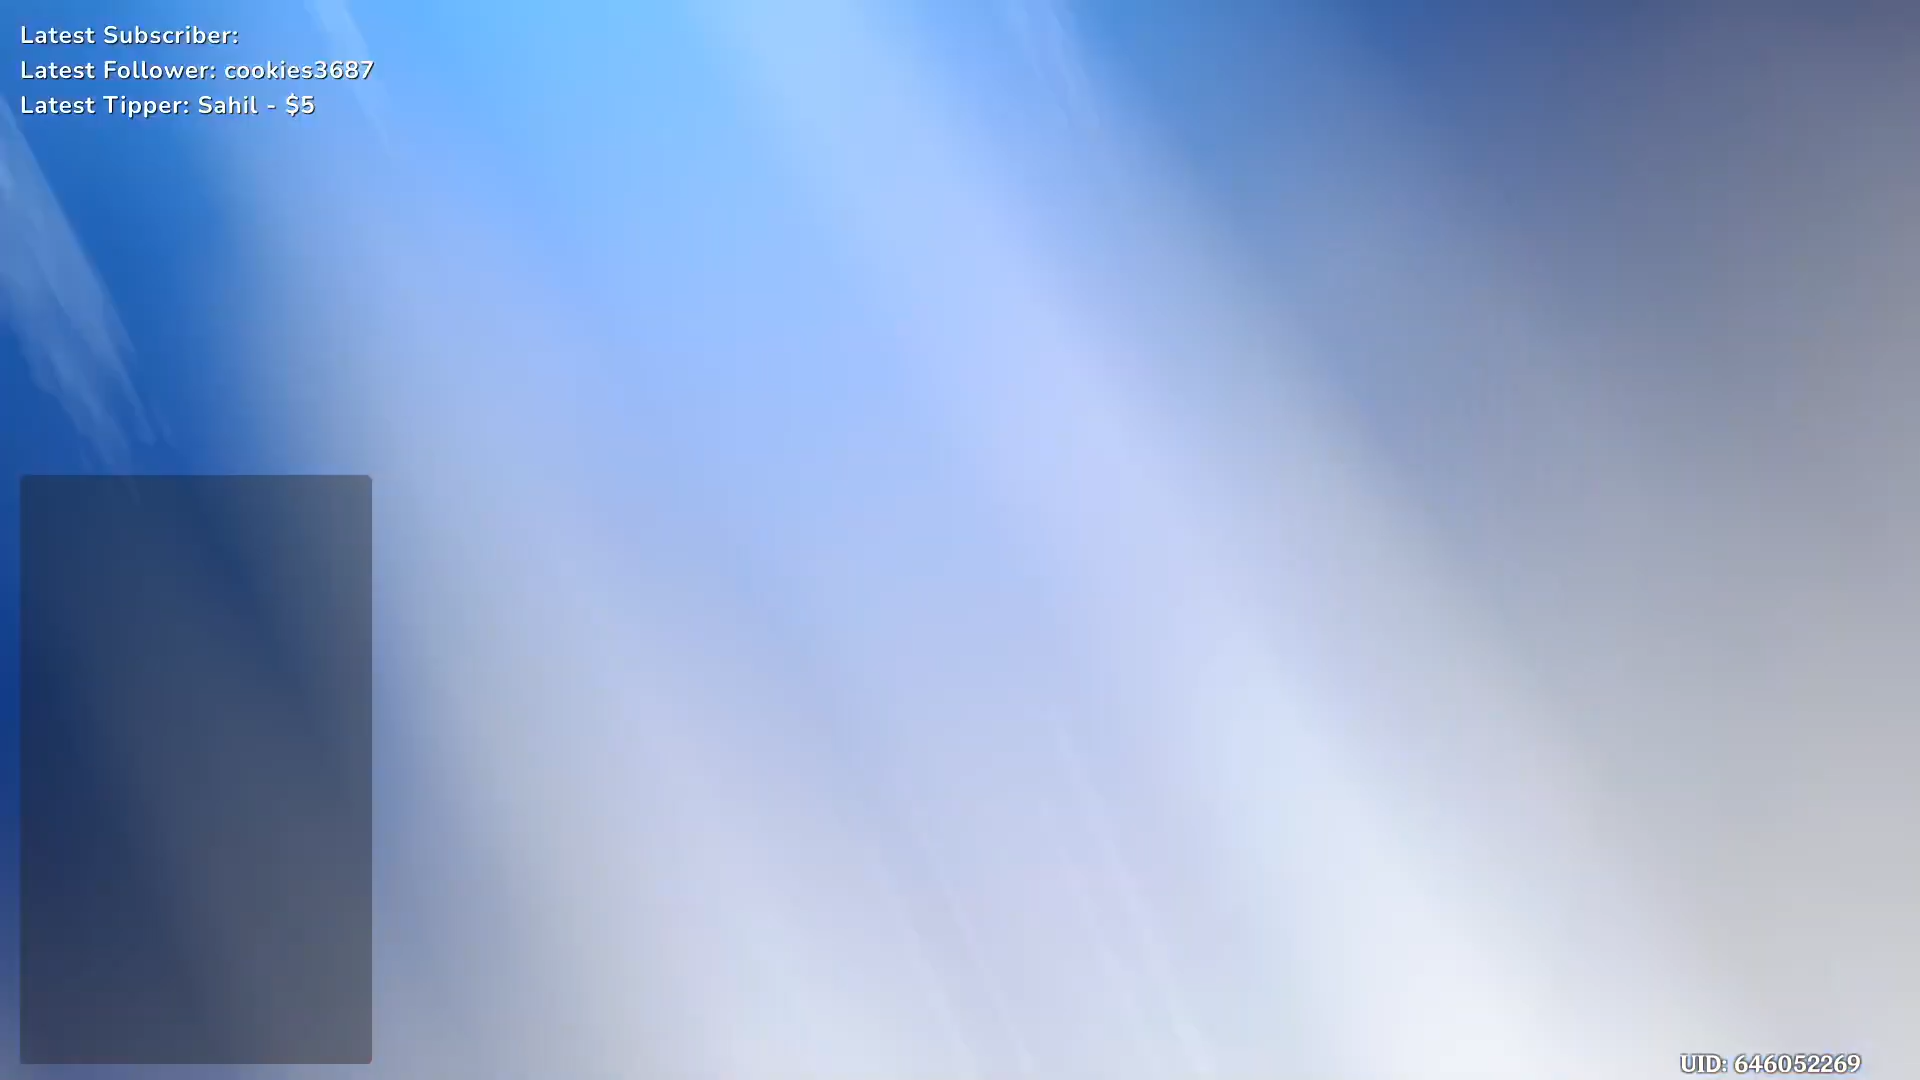 Latest Subscriber:
Latest Follower: cookies3687
Latest Tipper: Sahil - $5
UID: 646052269